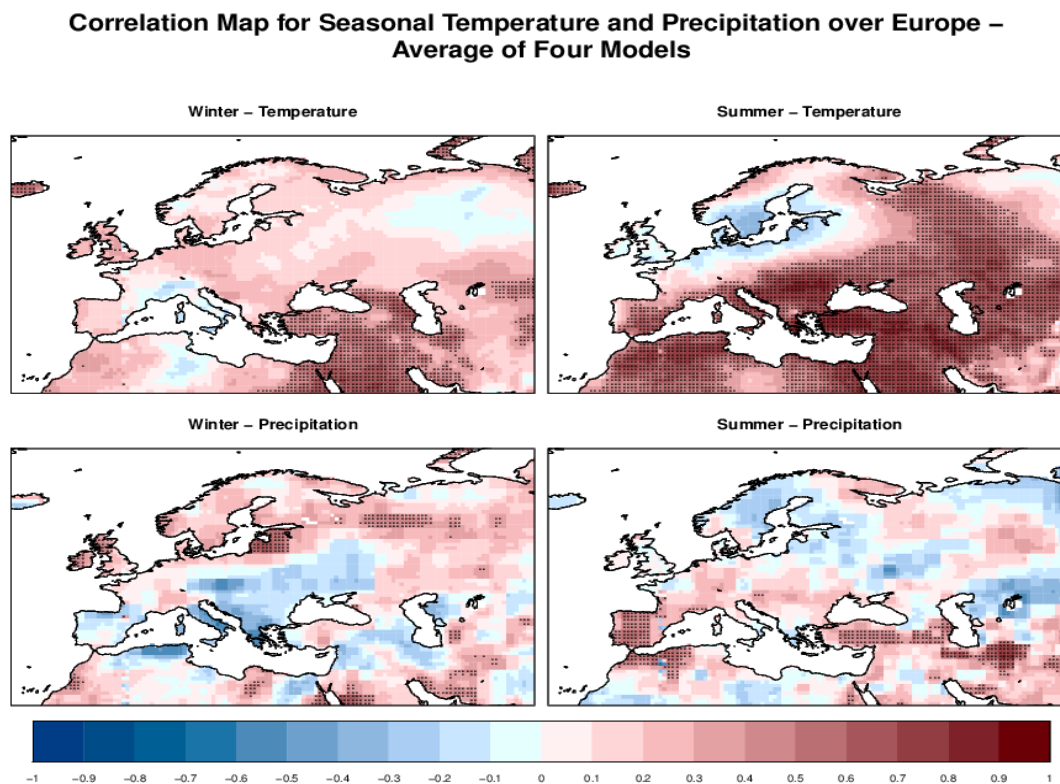 Correlation Map for Seasonal Temperature and Precipitation over Europe –
Average of Four Models
Winter – Temperature
Summer – Temperature
Winter – Precipitation
Summer – Precipitation
−1 −0.9 −0.8 −0.7 −0.6 −0.5 −0.4 −0.3 −0.2 −0.1 0 0.1 0.2 0.3 0.4 0.5 0.6 0.7 0.8 0.9 1